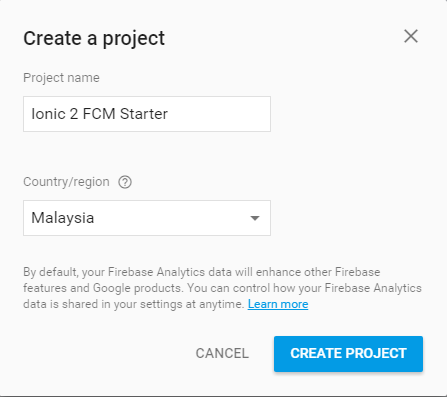 Create a project
Project name
Ionic 2 FCM Starter
Country/region
Malaysia
By default, your Firebase Analytics data will enhance other Firebase
features and Google products. You can control how your Firebase Analytics
data is shared in your settings at anytime. Learn more
CANCEL
CREATE PROJECT